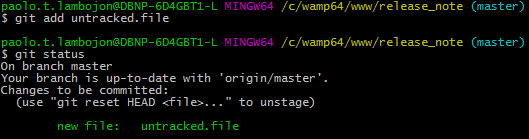 paolo.t.lambojon@DBNP-6D4GBT1-L MINGW64 /c/wamp64/www/release_note (master)
$ git add untracked.file
paolo.t.lambojon@DBNP-6D4GBT1-L MINGW64 /c/wamp64/www/release_note (master)
$ git status
On branch master
Your branch is up-to-date with 'origin/master'.
Changes to be committed:
  (use "git reset HEAD <file>..." to unstage)
        new file:   untracked.file